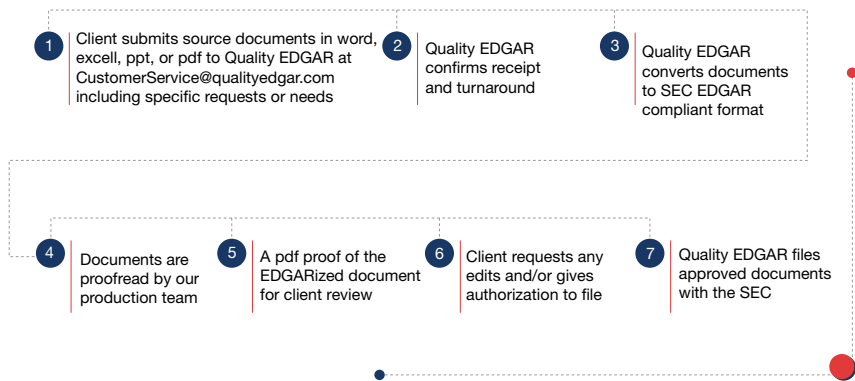 1
Client submits source documents in word,
excell, ppt, or pdf to Quality EDGAR at
CustomerService@qualityedgar.com
including specific requests or needs
2
Quality EDGAR
confirms receipt
and turnaround
3
Quality EDGAR
converts documents
to SEC EDGAR
compliant format
4
Documents are
proofread by our
production team
5
A pdf proof of the
EDGARized document
for client review
6
Client requests any
edits and/or gives
authorization to file
7
Quality EDGAR files
approved documents
with the SEC